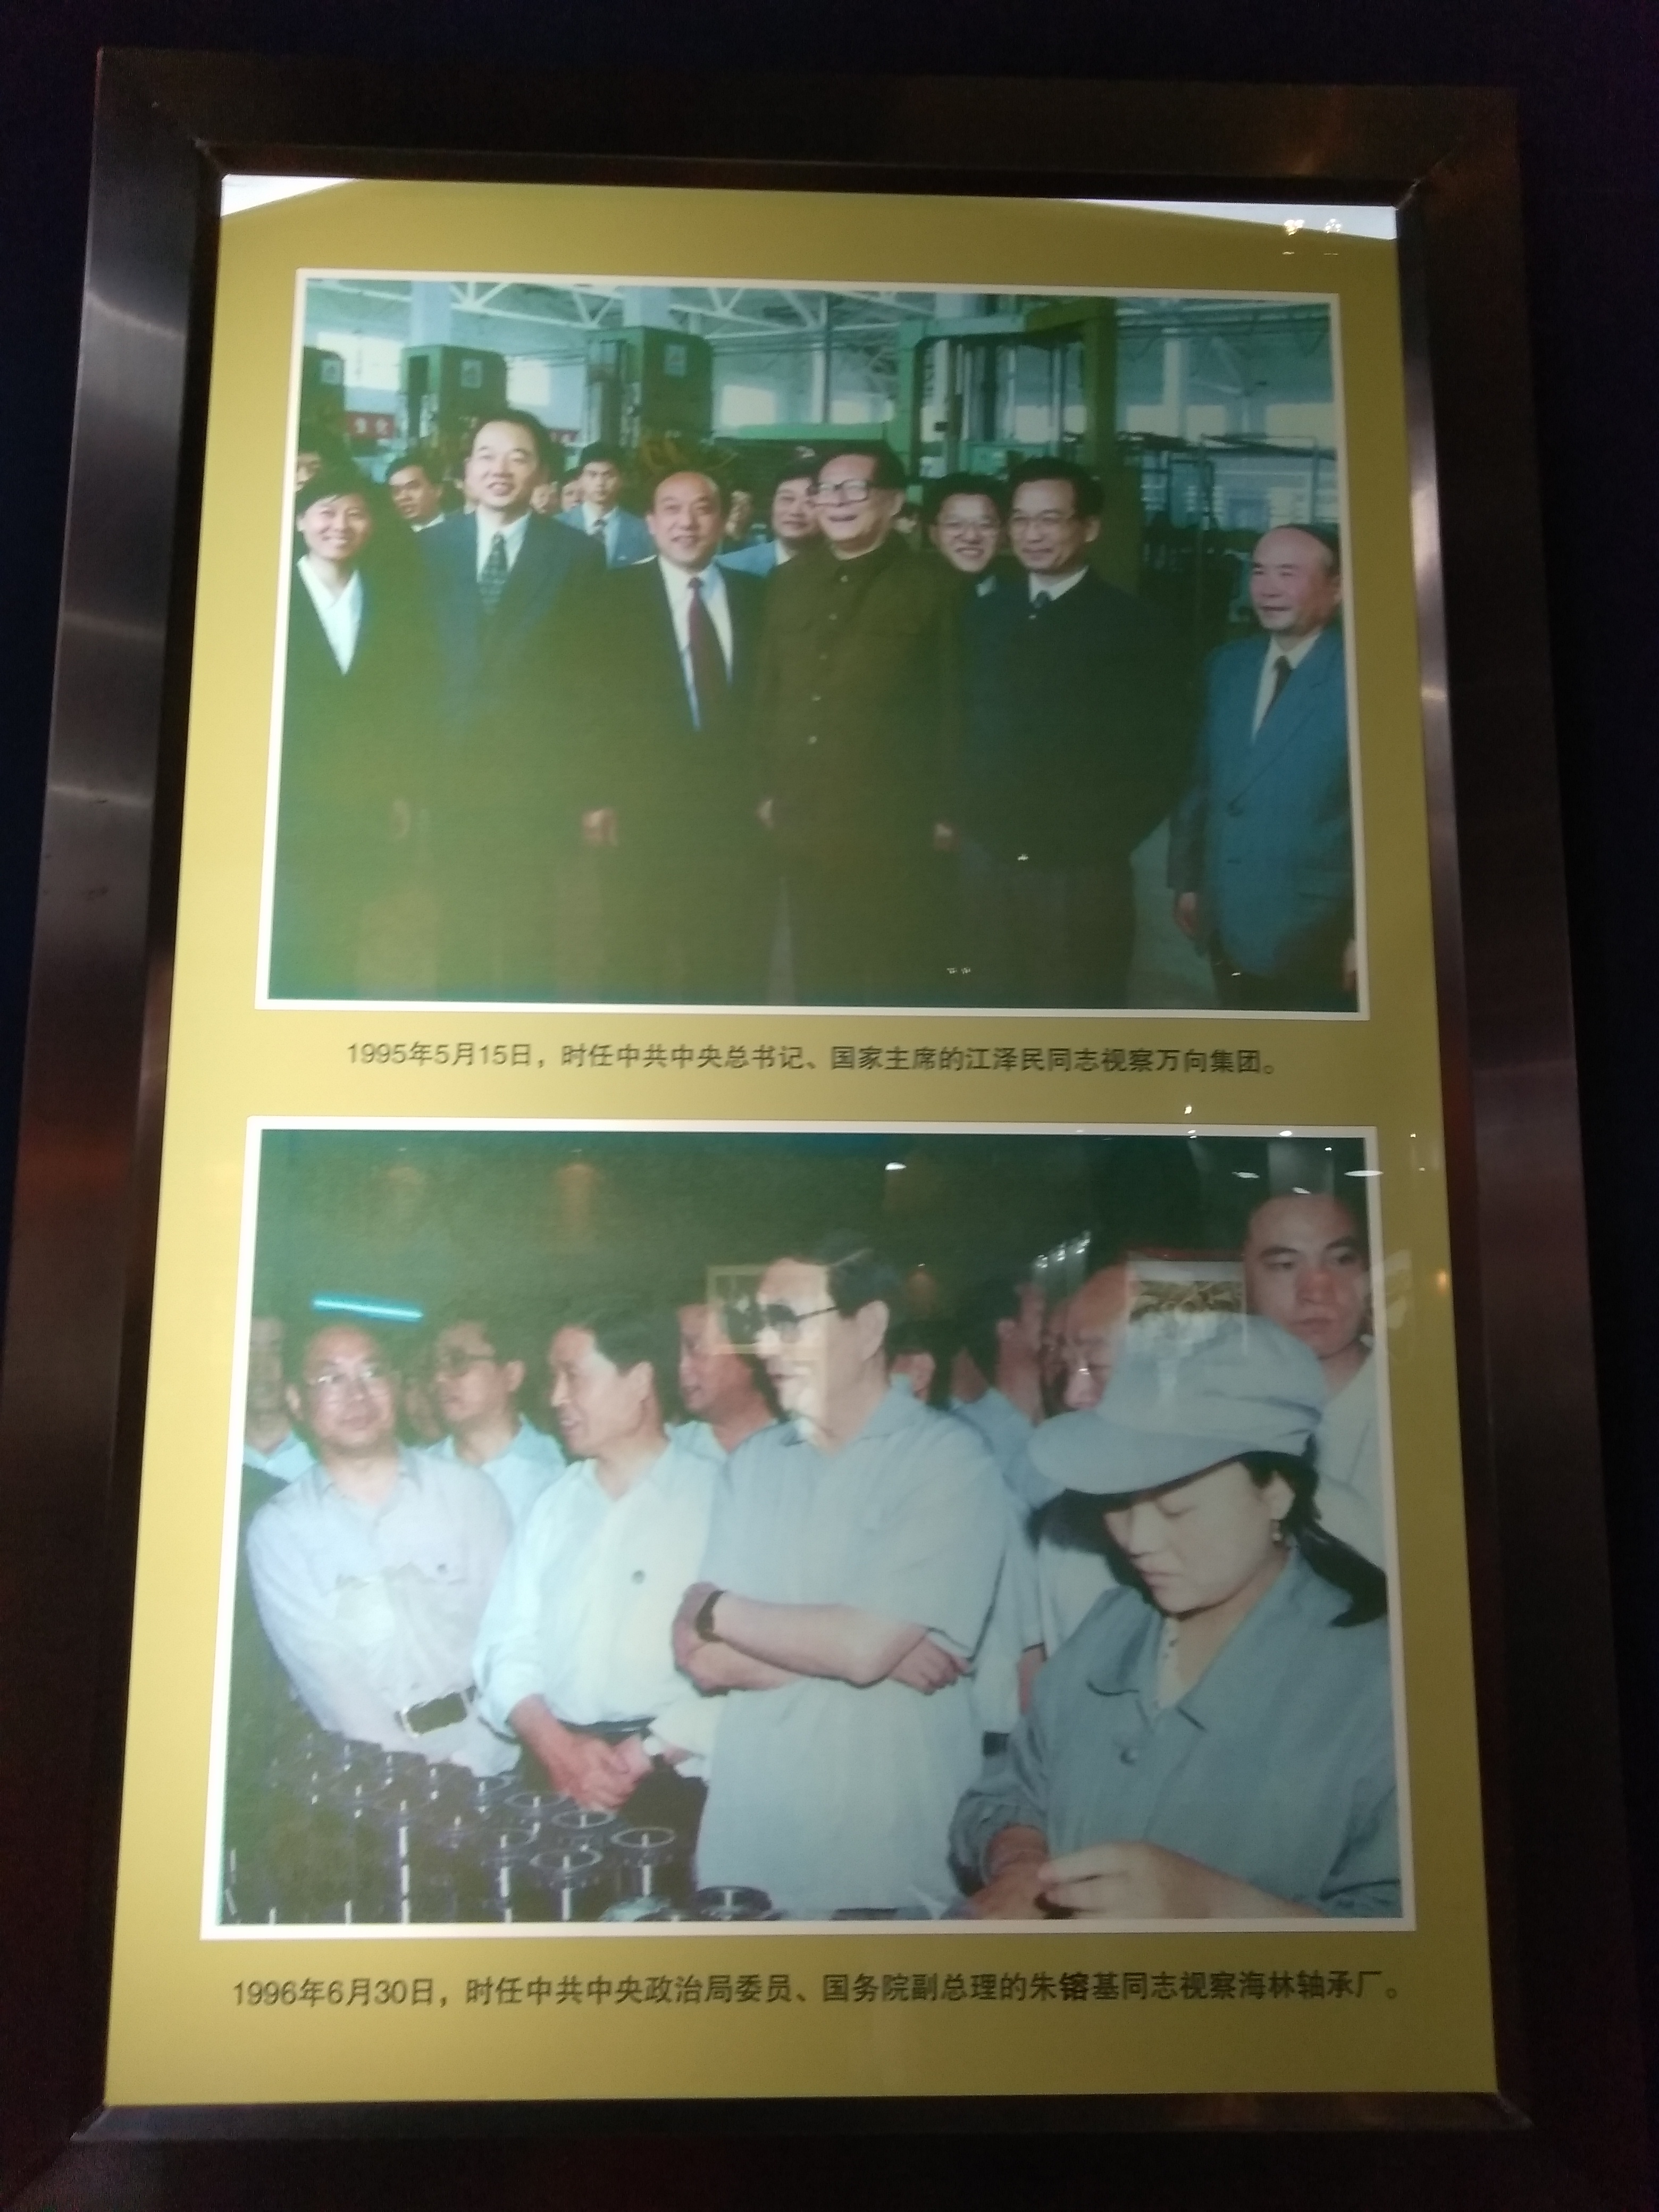 1995年5月15日，时任中共中央总书记、国家主席的江泽民同志视察万向集团。
1996年6月30日，时任中共中央政治局委员、国务院副总理的朱镕基同志视察海林轴承厂。